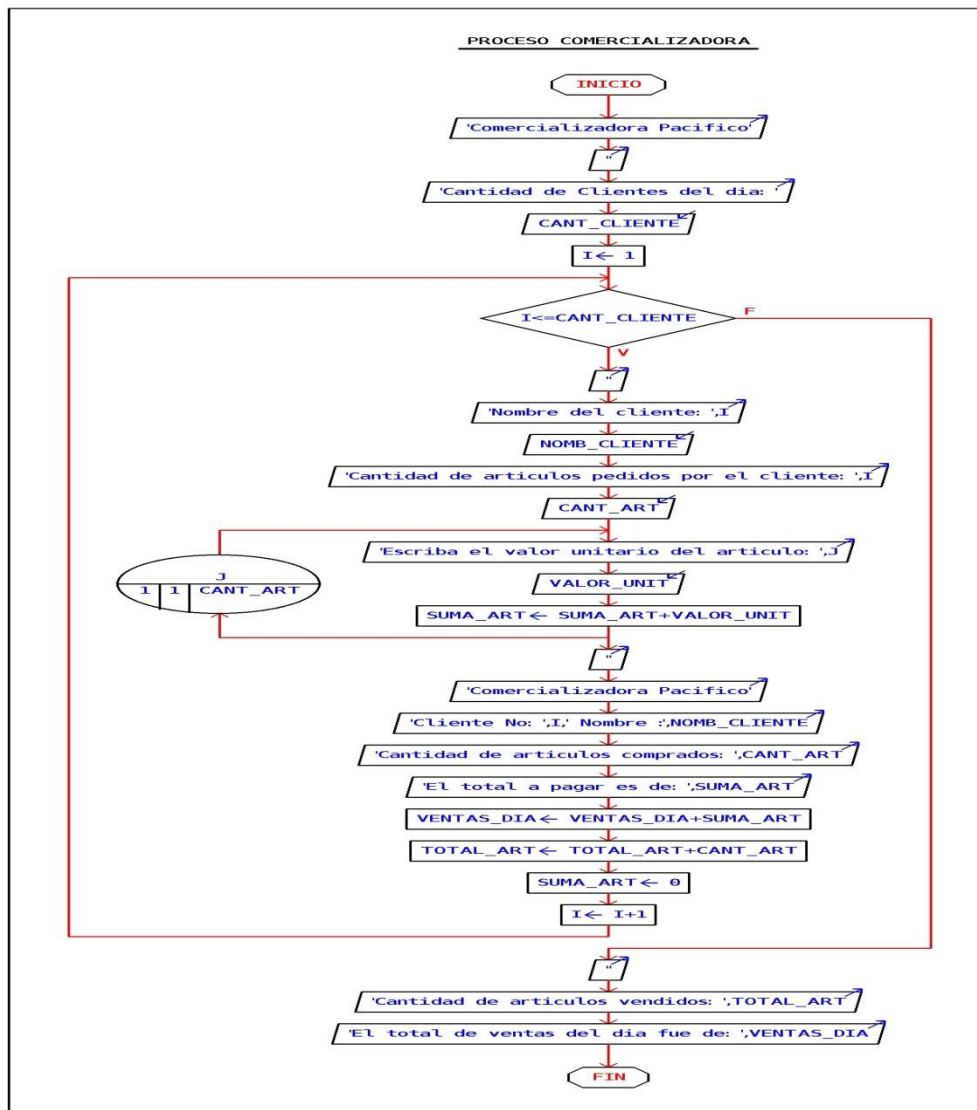 PROCESO COMERCIALIZADORA
INICIO
'Comercializadora Pacifico'
''
'Cantidad de Clientes del dia: '
CANT_CLIENTE
I← 1
I<=CANT_CLIENTE
F
V
''
'Nombre del cliente: ',I
NOMB_CLIENTE
'Cantidad de articulos pedidos por el cliente: ',I
CANT_ART
'Escriba el valor unitario del articulo: ',J
J
1 1 CANT_ART
VALOR_UNIT
SUMA_ART← SUMA_ART+VALOR_UNIT
''
'Comercializadora Pacifico'
'Cliente No: ',I,' Nombre :',NOMB_CLIENTE
'Cantidad de articulos comprados: ',CANT_ART
'El total a pagar es de: ',SUMA_ART
VENTAS_DIA← VENTAS_DIA+SUMA_ART
TOTAL_ART← TOTAL_ART+CANT_ART
SUMA_ART← 0
I← I+1
''
'Cantidad de articulos vendidos: ',TOTAL_ART
'El total de ventas del dia fue de: ',VENTAS_DIA
FIN